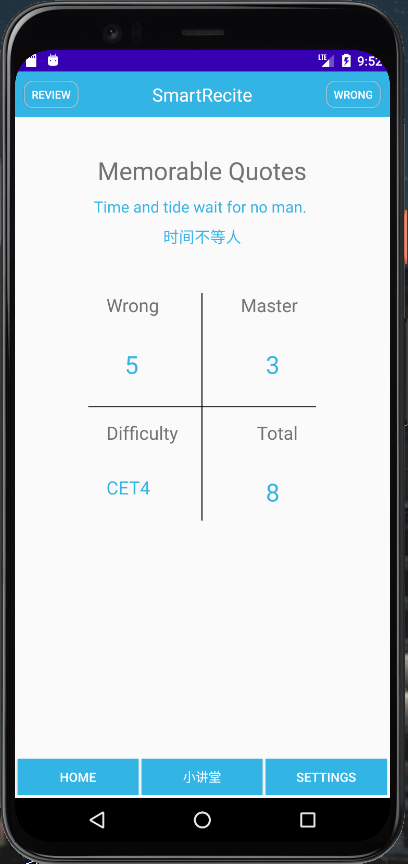 LTE 9:52
REVIEW SmartRecite WRONG
Memorable Quotes
Time and tide wait for no man.
时间不等人
Wrong Master
5 3
Difficulty Total
CET4 8
HOME 小讲堂 SETTINGS